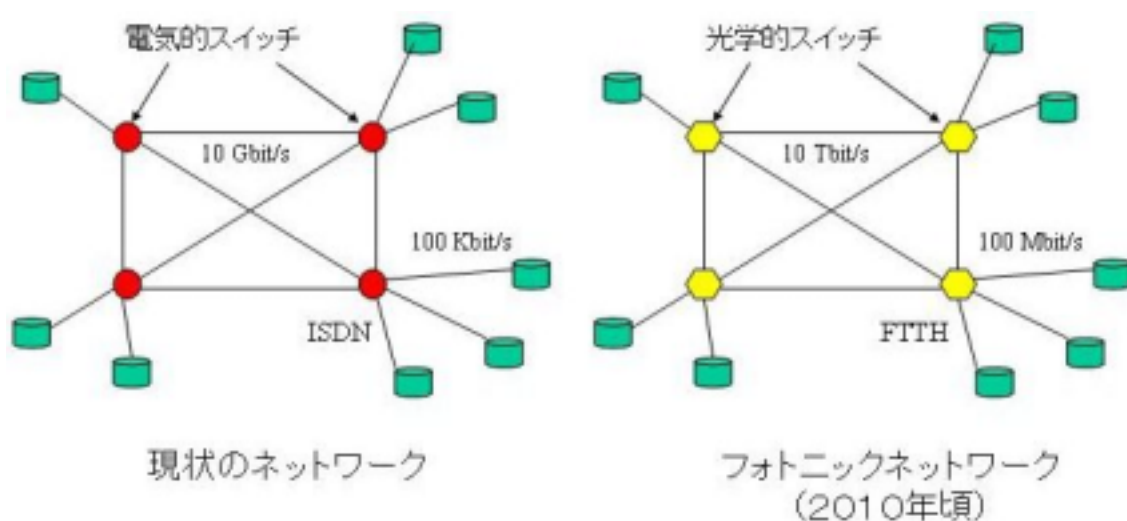 電気的スイッチ
10 Gbit/s
100 Kbit/s
ISDN
現状のネットワーク
光学的スイッチ
10 Tbit/s
100 Mbit/s
FTTH
フォトニックネットワーク
(2010年頃)